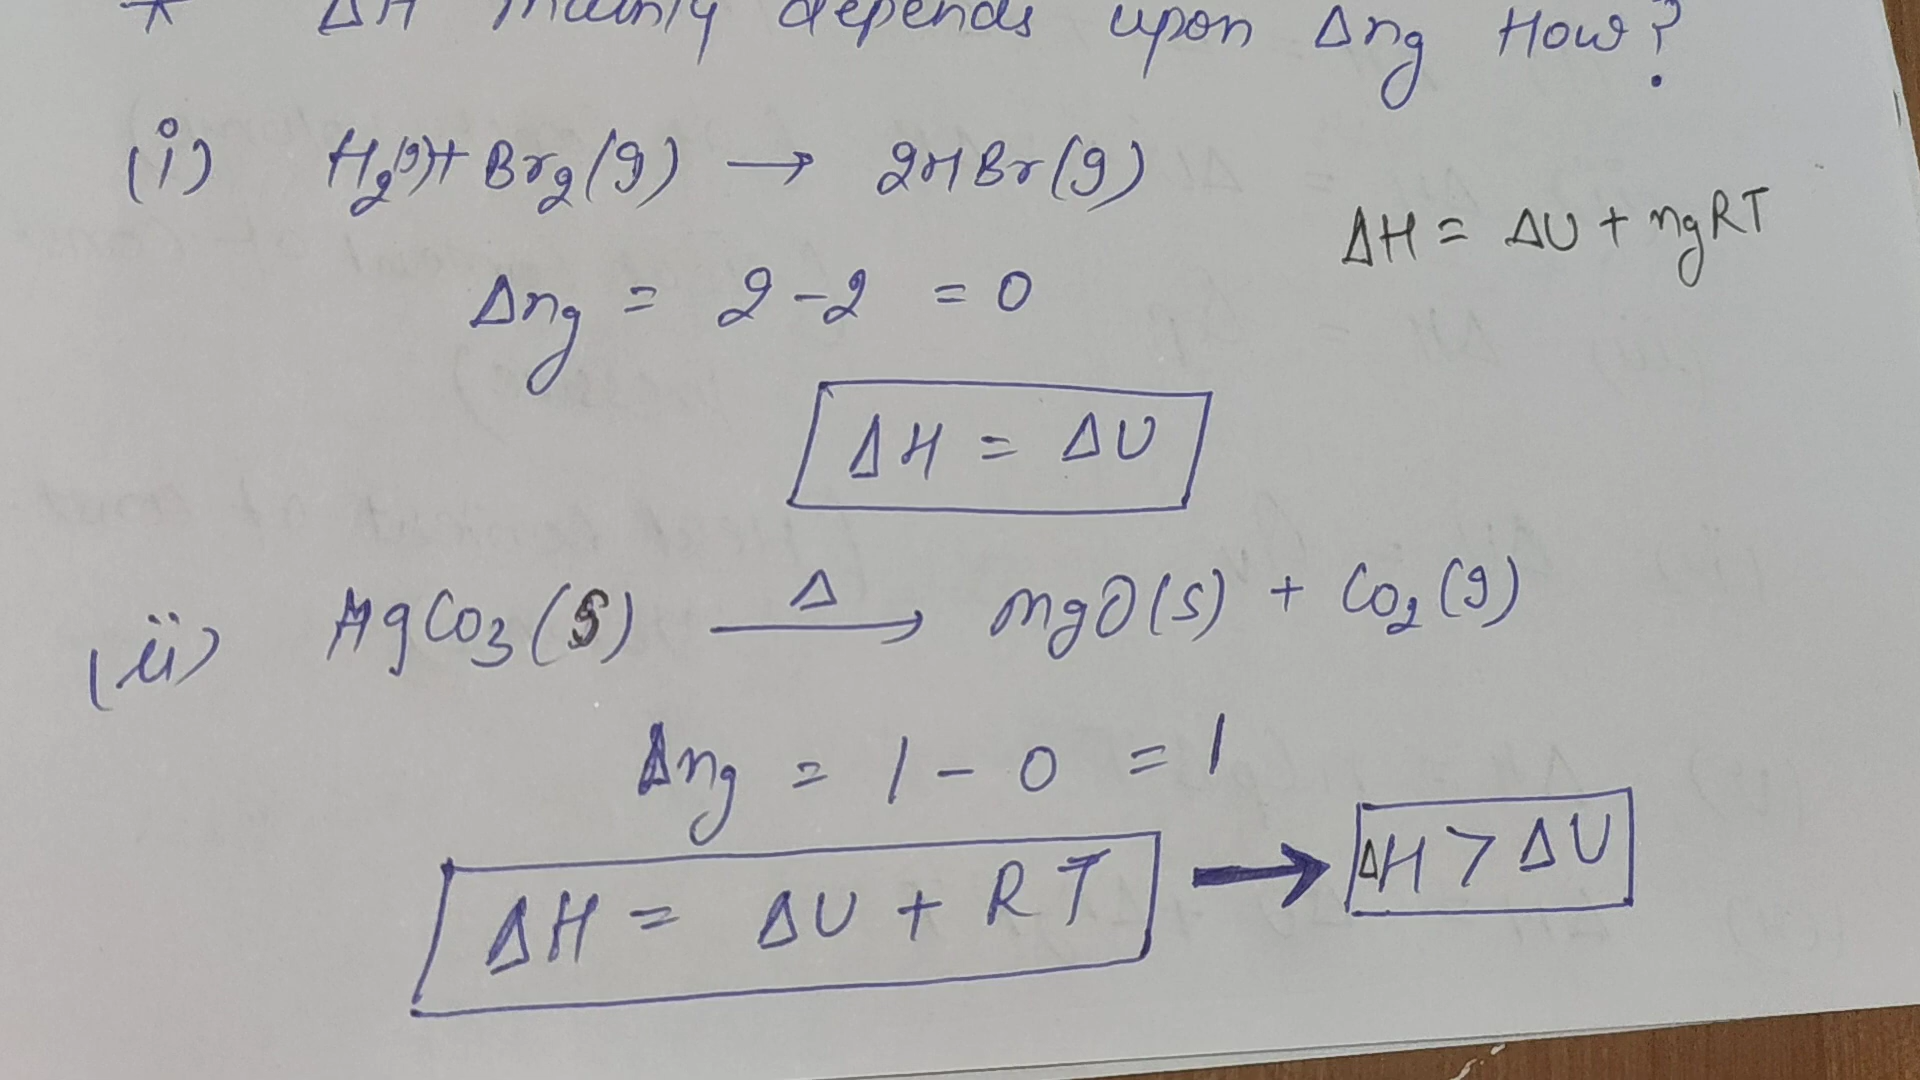 * ΔH mainly depends upon Δng How?
(i) H₂(g)+ Br₂(g) → 2HBr(g)
ΔH = ΔU + ngRT
Δng = 2 - 2 = 0
ΔH = ΔU
(ii) MgCO₃(s) Δ→ MgO(s) + CO₂(g)
Δng = 1 - 0 = 1
ΔH = ΔU + RT → ΔH > ΔU